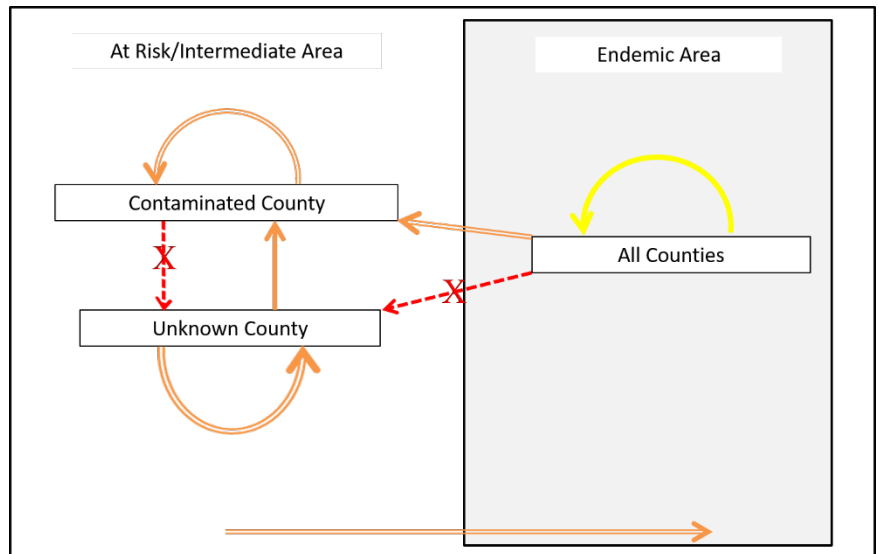 At Risk/Intermediate Area
Endemic Area
Contaminated County
All Counties
X
X
Unknown County